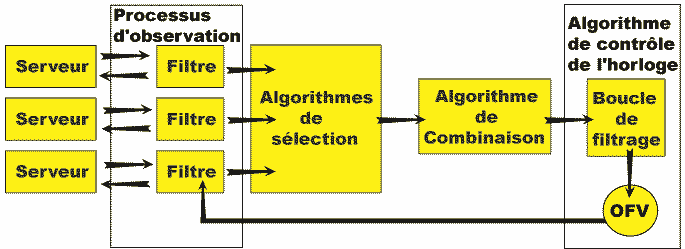 Processus
d'observation
Algorithme
de contrôle
de l'horloge
Serveur
Filtre
Serveur
Filtre
Serveur
Filtre
Algorithmes
de
sélection
Algorithme
de
Combinaison
Boucle
de
filtrage
OFV